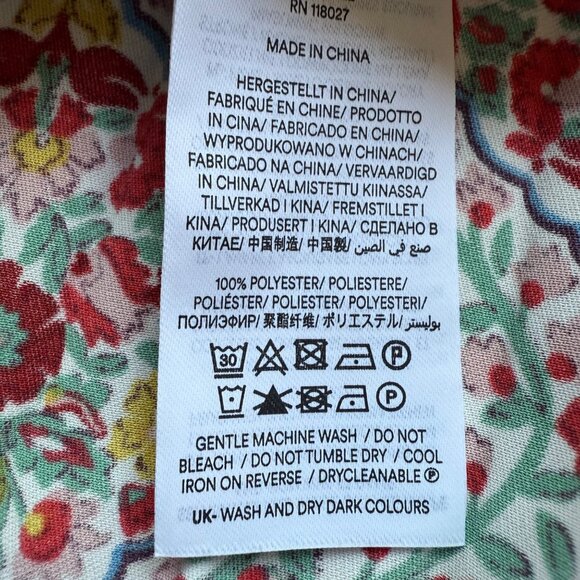 RN 118027
MADE IN CHINA
HERGESTELLT IN CHINA/
FABRIQUÉ EN CHINE/ PRODOTTO
IN CINA/ FABRICADO EN CHINA/
WYPRODUKOWANO W CHINACH/
FABRICADO NA CHINA/ VERVAARDIGD
IN CHINA/ VALMISTETTU KIINASSA/
TILLVERKAD I KINA/ FREMSTILLET I
KINA/ PRODUSERT I KINA/ СДЕЛАНО В
КИТАЕ/ 中国制造/ 中国製/ صنع في الصين
100% POLYESTER/ POLIESTERE/
POLIÉSTER/ POLIESTER/ POLYESTERI/
ПОЛИЭФИР/ 聚酯纤维/ ポリエステル/ بوليستر
30 P
P
GENTLE MACHINE WASH / DO NOT
BLEACH / DO NOT TUMBLE DRY / COOL
IRON ON REVERSE / DRYCLEANABLE P
UK- WASH AND DRY DARK COLOURS